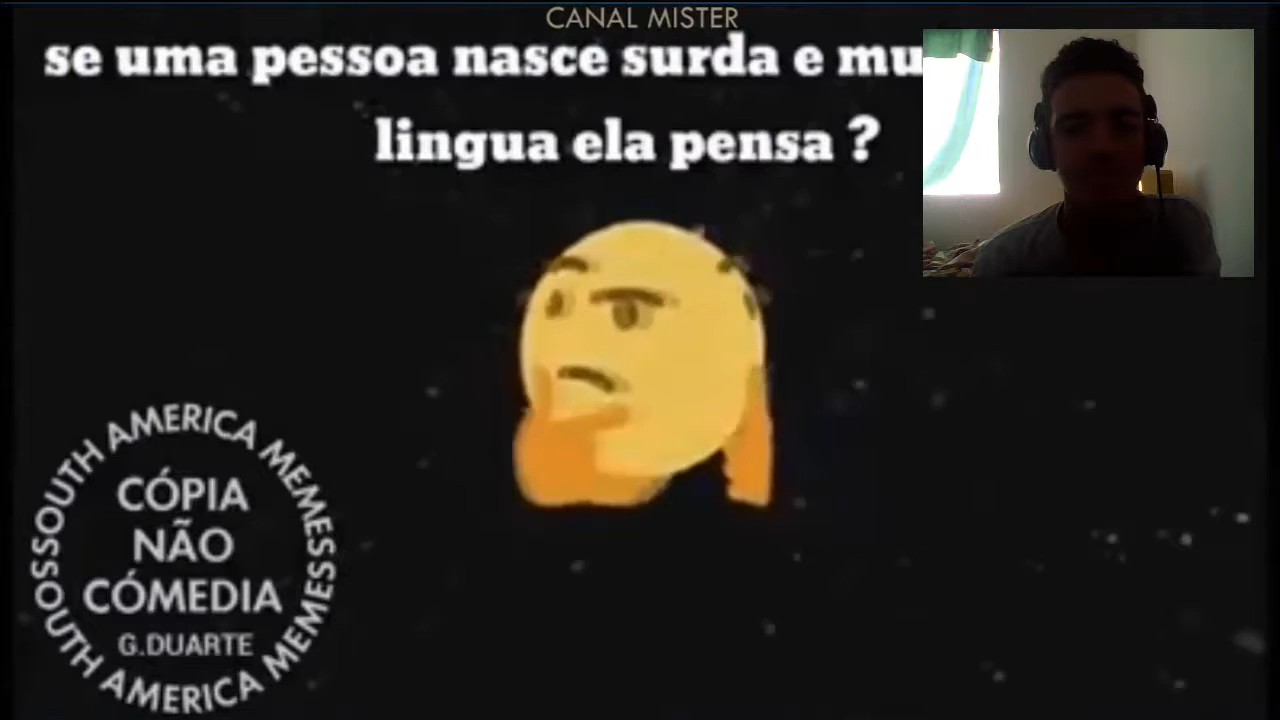 CANAL MISTER
se uma pessoa nasce surda e mu
lingua ela pensa ?
SOUTH AMERICA MEMES
CÓPIA
NÃO
CÓMEDIA
G.DUARTE
SOUTH AMERICA MEMES